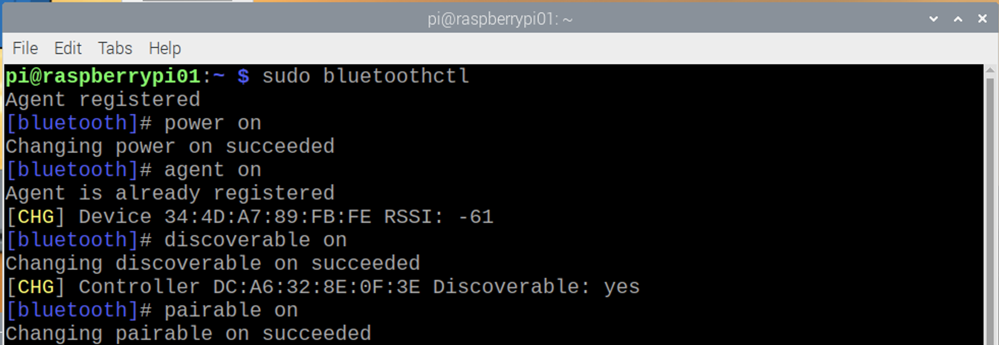 pi@raspberrypi01: ~
File Edit Tabs Help
pi@raspberrypi01:~ $ sudo bluetoothctl
Agent registered
[bluetooth]# power on
Changing power on succeeded
[bluetooth]# agent on
Agent is already registered
[CHG] Device 34:4D:A7:89:FB:FE RSSI: -61
[bluetooth]# discoverable on
Changing discoverable on succeeded
[CHG] Controller DC:A6:32:8E:0F:3E Discoverable: yes
[bluetooth]# pairable on
Changing pairable on succeeded